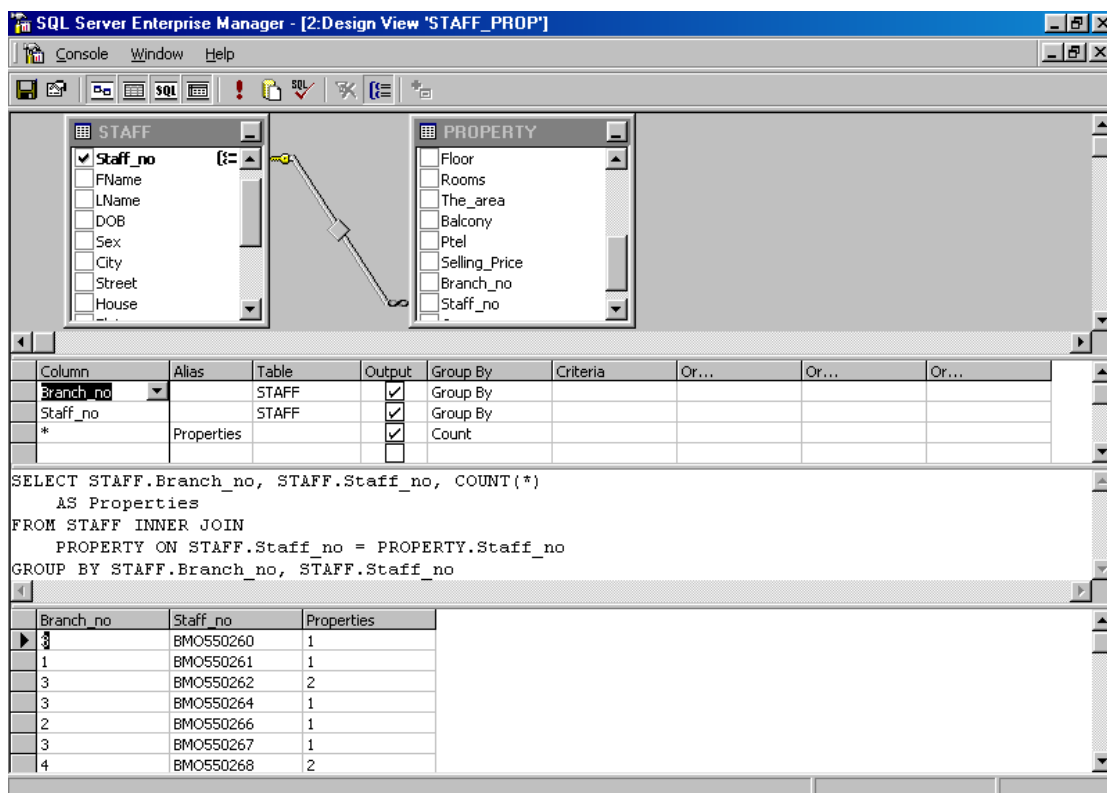 SQL Server Enterprise Manager - [2:Design View 'STAFF_PROP']
Console Window Help
SQL SQL
STAFF
Staff_no
FName
LName
DOB
Sex
City
Street
House
PROPERTY
Floor
Rooms
The_area
Balcony
Ptel
Selling_Price
Branch_no
Staff_no
Column Alias Table Output Group By Criteria Or... Or... Or...
Branch_no STAFF Group By
Staff_no STAFF Group By
* Properties Count
SELECT STAFF.Branch_no, STAFF.Staff_no, COUNT(*)
AS Properties
FROM STAFF INNER JOIN
PROPERTY ON STAFF.Staff_no = PROPERTY.Staff_no
GROUP BY STAFF.Branch_no, STAFF.Staff_no
Branch_no Staff_no Properties
3 BMO550260 1
1 BMO550261 1
3 BMO550262 2
3 BMO550264 1
2 BMO550266 1
3 BMO550267 1
4 BMO550268 2